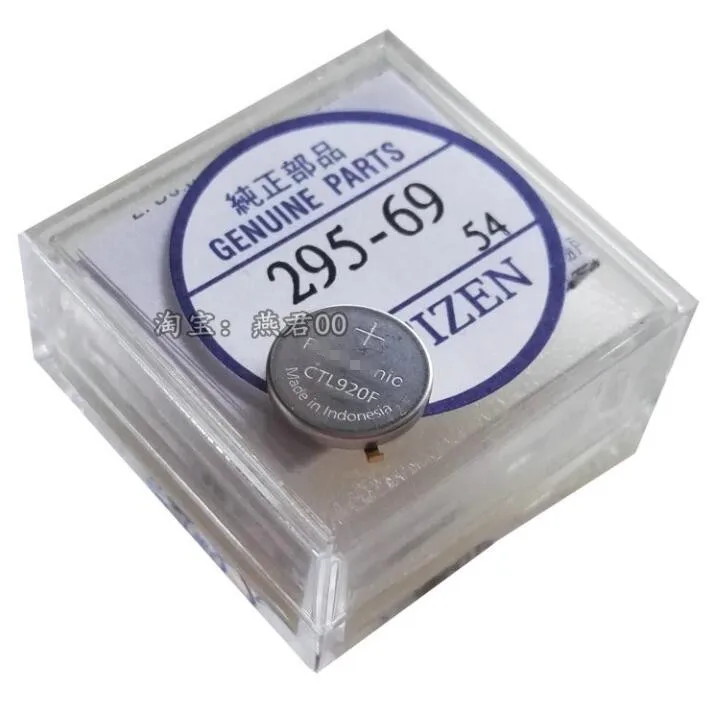 純正部品
GENUINE PARTS
295-69
54
IZEN
淘宝：燕君00
+
nic
CTL920F
Made in Indonesia